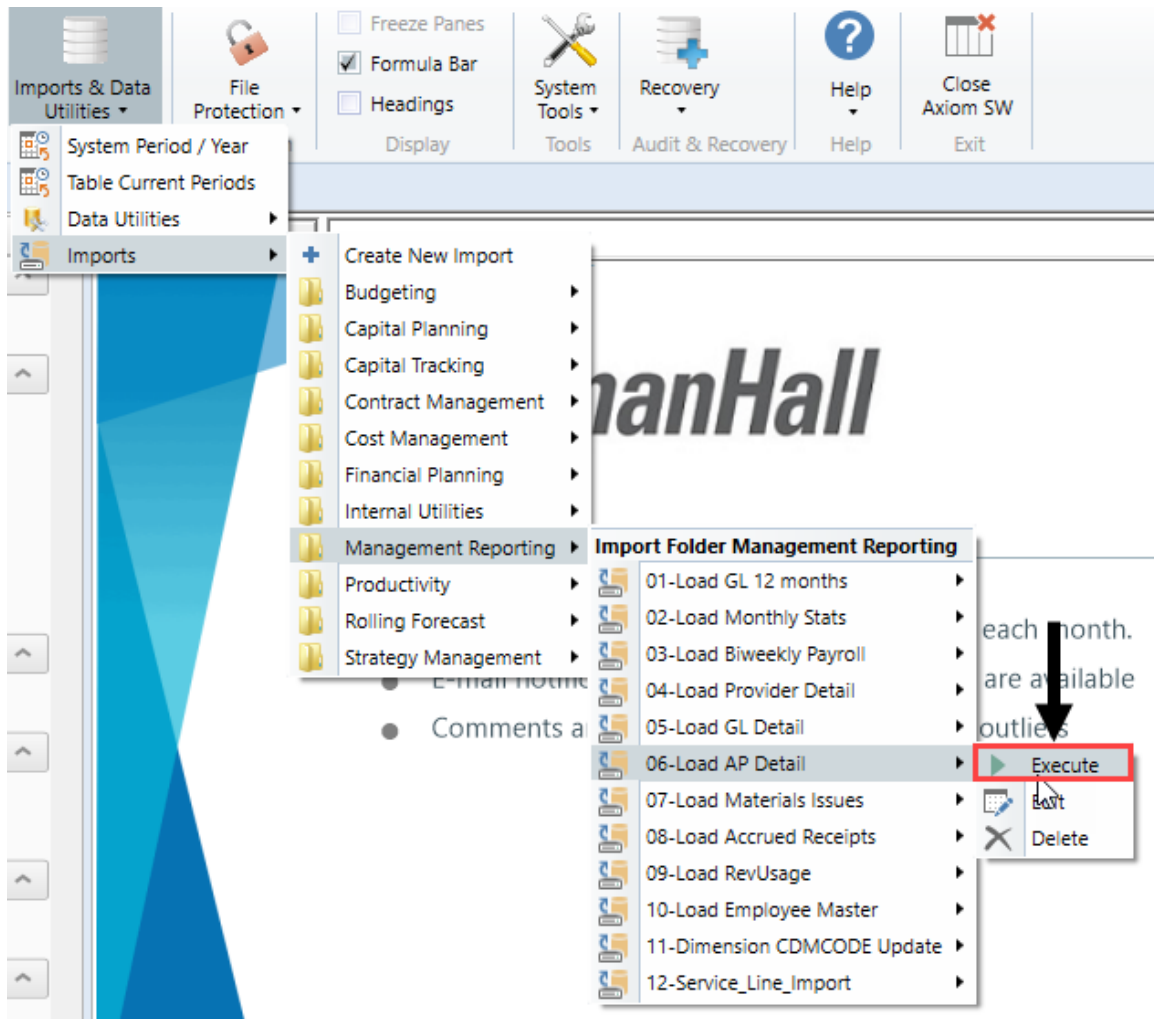 Imports & Data
Utilities
File
Protection
Freeze Panes
Formula Bar
Headings
Display
System
Tools
Tools
Recovery
Audit & Recovery
Help
Help
Close
Axiom SW
Exit
System Period / Year
Table Current Periods
Data Utilities
Imports
Create New Import
Budgeting
Capital Planning
Capital Tracking
Contract Management
Cost Management
Financial Planning
Internal Utilities
Management Reporting
Productivity
Rolling Forecast
Strategy Management
manHall
Import Folder Management Reporting
01-Load GL 12 months
02-Load Monthly Stats
03-Load Biweekly Payroll
04-Load Provider Detail
05-Load GL Detail
06-Load AP Detail
07-Load Materials Issues
08-Load Accrued Receipts
09-Load RevUsage
10-Load Employee Master
11-Dimension CDMCODE Update
12-Service_Line_Import
Execute
Edit
Delete
each month.
E-mail are available
Comments outliers